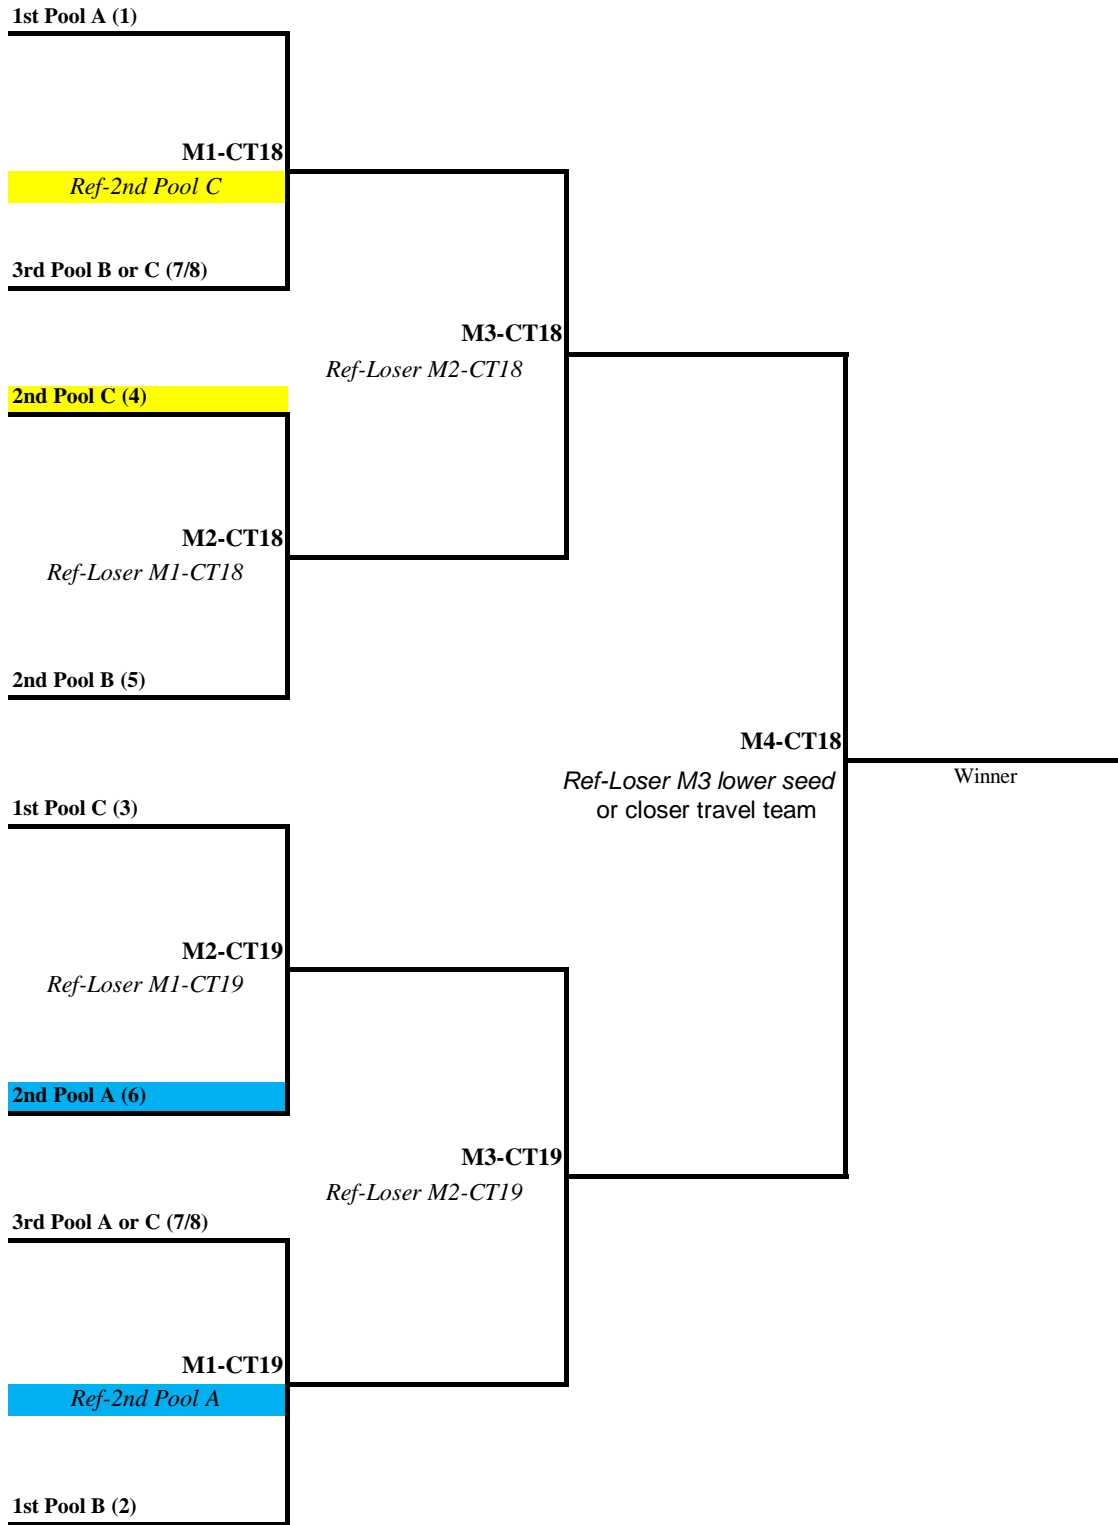 1st Pool A (1)
M1-CT18
Ref-2nd Pool C
3rd Pool B or C (7/8)
M3-CT18
Ref-Loser M2-CT18
2nd Pool C (4)
M2-CT18
Ref-Loser M1-CT18
2nd Pool B (5)
M4-CT18
Ref-Loser M3 lower seed
or closer travel team
Winner
1st Pool C (3)
M2-CT19
Ref-Loser M1-CT19
2nd Pool A (6)
M3-CT19
Ref-Loser M2-CT19
3rd Pool A or C (7/8)
M1-CT19
Ref-2nd Pool A
1st Pool B (2)